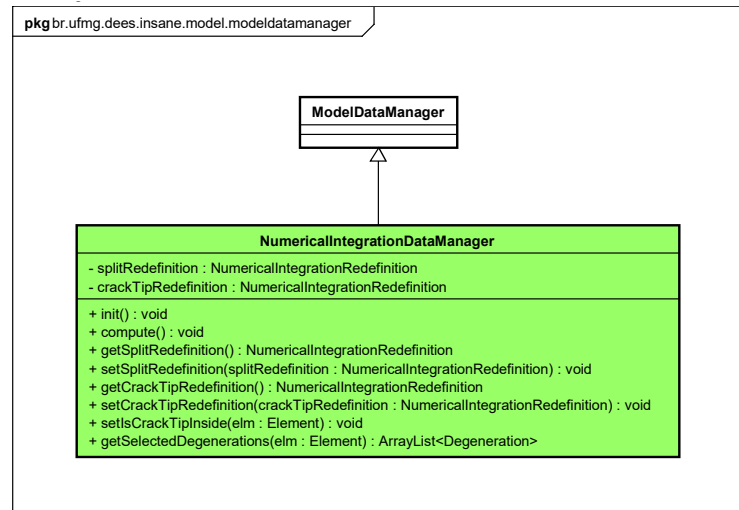 pkg br.ufmg.dees.insane.model.modeldatamanager
ModelDataManager
NumericalIntegrationDataManager
- splitRedefinition : NumericalIntegrationRedefinition
- crackTipRedefinition : NumericalIntegrationRedefinition
+ init() : void
+ compute() : void
+ getSplitRedefinition() : NumericalIntegrationRedefinition
+ setSplitRedefinition(splitRedefinition : NumericalIntegrationRedefinition) : void
+ getCrackTipRedefinition() : NumericalIntegrationRedefinition
+ setCrackTipRedefinition(crackTipRedefinition : NumericalIntegrationRedefinition) : void
+ setIsCrackTipInside(elm : Element) : void
+ getSelectedDegenerations(elm : Element) : ArrayList<Degeneration>